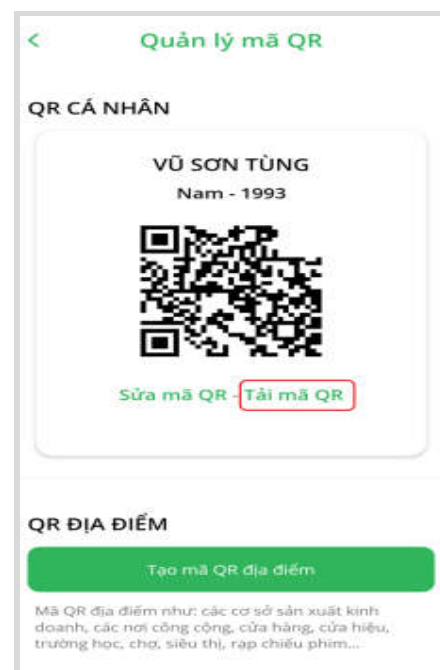 <
Quản lý mã QR
QR CÁ NHÂN
VŨ SƠN TÙNG
Nam - 1993
Sửa mã QR - Tải mã QR
QR ĐỊA ĐIỂM
Tạo mã QR địa điểm
Mã QR địa điểm như: các cơ sở sản xuất kinh
doanh, các nơi công cộng, cửa hàng, cửa hiệu,
trường học, chợ, siêu thị, rạp chiếu phim...